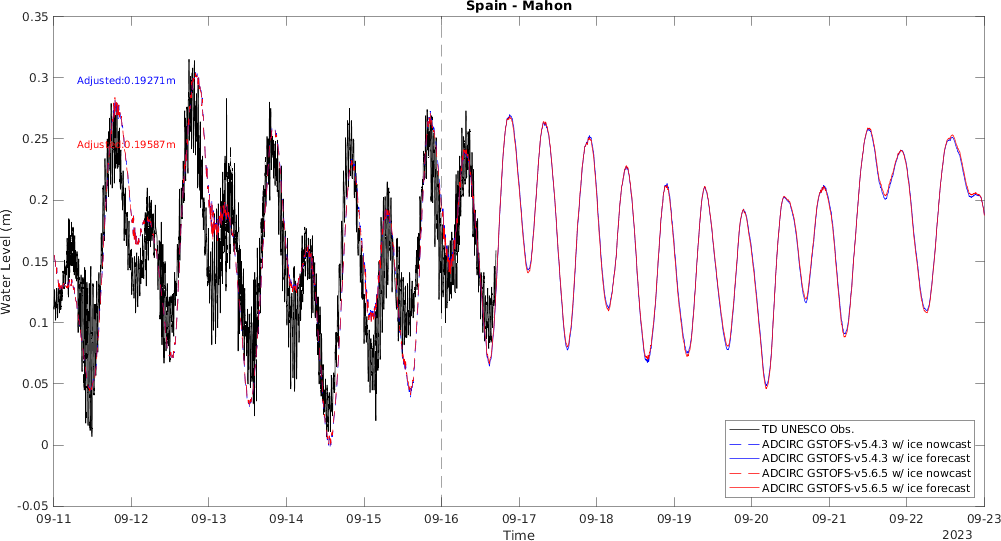 Spain - Mahon
0.35
0.3
0.25
0.2
0.15
0.1
0.05
0
-0.05
Water Level (m)
Adjusted:0.19271m
Adjusted:0.19587m
TD UNESCO Obs.
ADCIRC GSTOFS-v5.4.3 w/ ice nowcast
ADCIRC GSTOFS-v5.4.3 w/ ice forecast
ADCIRC GSTOFS-v5.6.5 w/ ice nowcast
ADCIRC GSTOFS-v5.6.5 w/ ice forecast
09-11 09-12 09-13 09-14 09-15 09-16 09-17 09-18 09-19 09-20 09-21 09-22 09-23
Time
2023